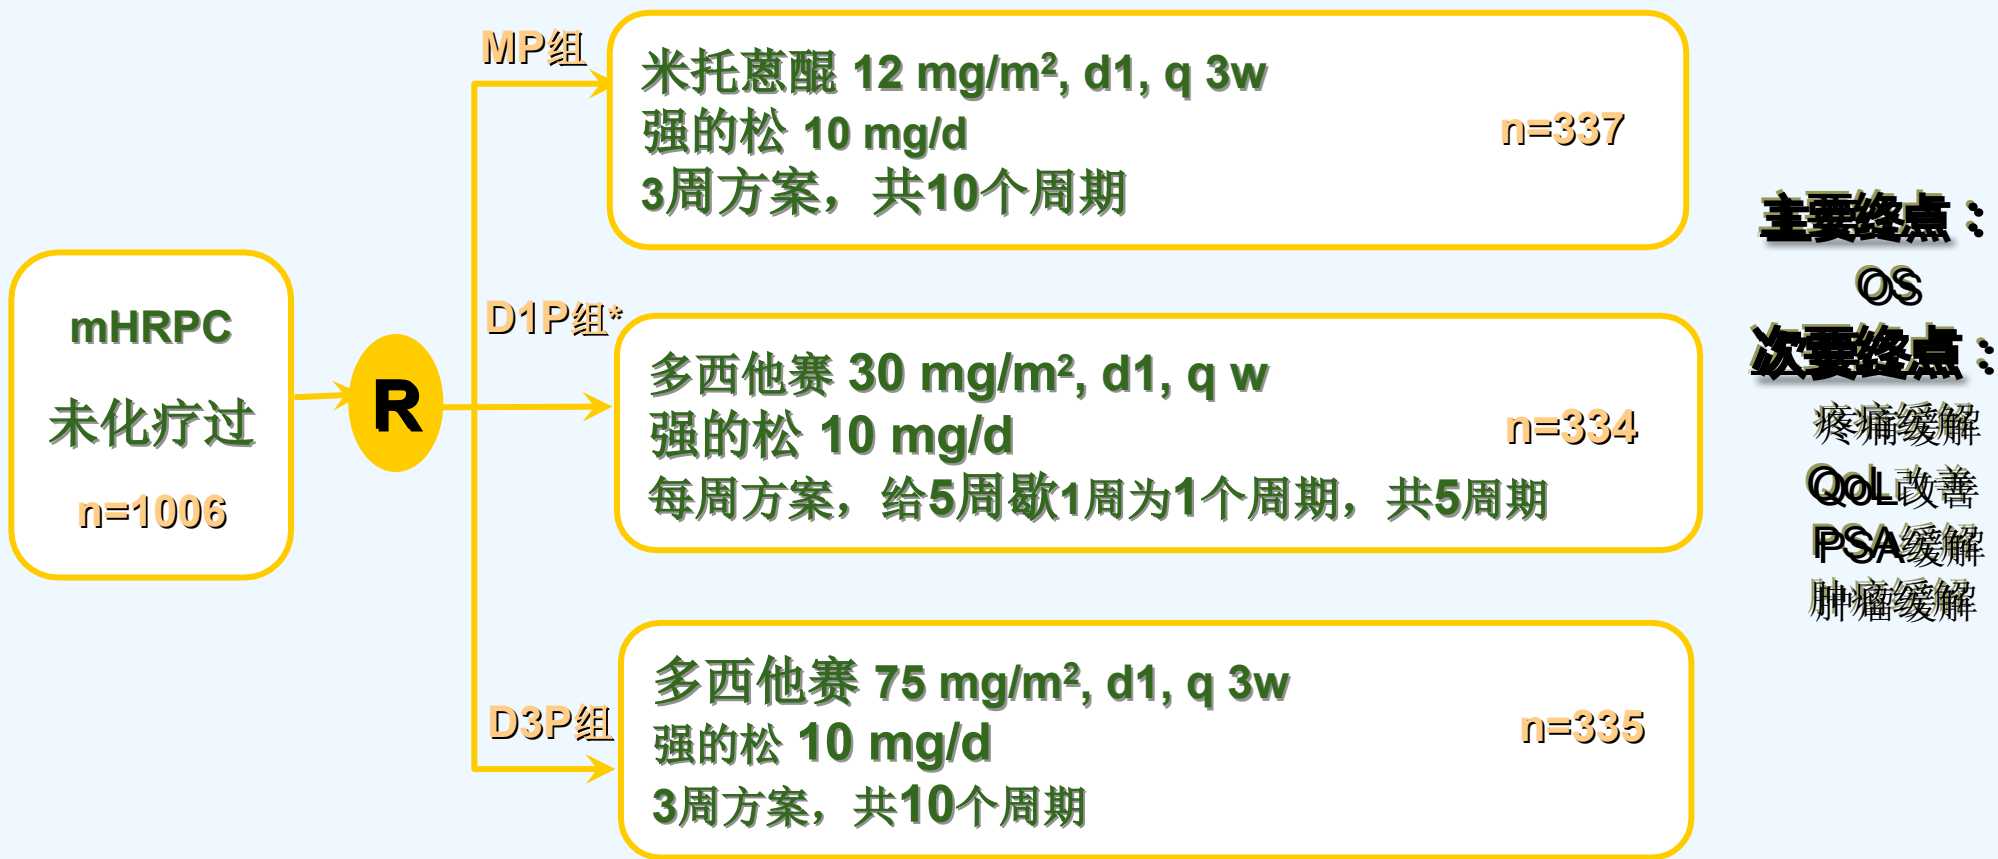 mHRPC
未化疗过
n=1006
R
MP组
米托蒽醌 12 mg/m², d1, q 3w
强的松 10 mg/d
3周方案，共10个周期
n=337
D1P组*
多西他赛 30 mg/m², d1, q w
强的松 10 mg/d
每周方案，给5周歇1周为1个周期，共5周期
n=334
D3P组
多西他赛 75 mg/m², d1, q 3w
强的松 10 mg/d
3周方案，共10个周期
n=335
主要终点：
OS
次要终点：
疼痛缓解
QoL改善
PSA缓解
肿瘤缓解